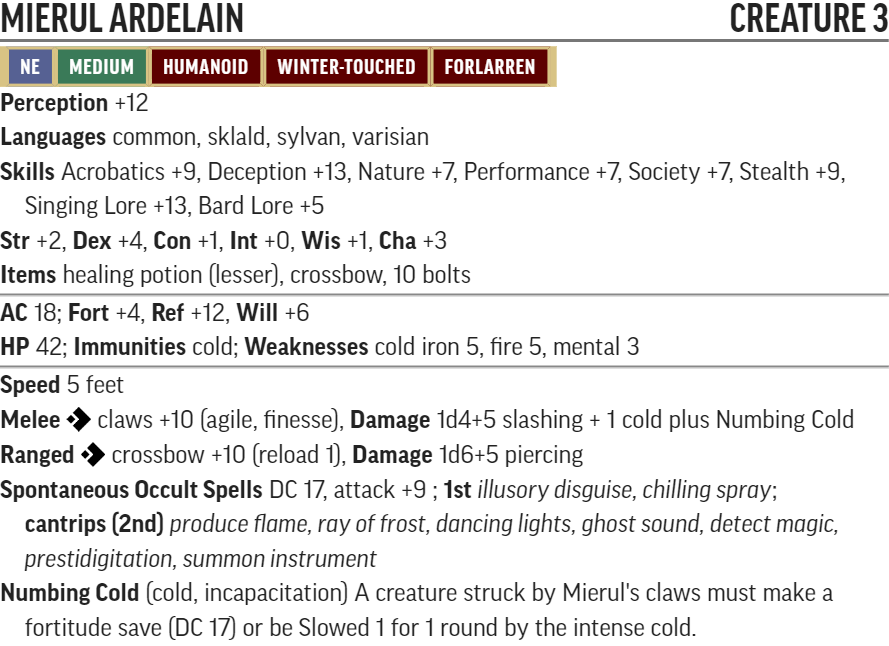 MIERUL ARDELAIN CREATURE 3
NE MEDIUM HUMANOID WINTER-TOUCHED FORLARREN
Perception +12
Languages common, sklald, sylvan, varisian
Skills Acrobatics +9, Deception +13, Nature +7, Performance +7, Society +7, Stealth +9,
Singing Lore +13, Bard Lore +5
Str +2, Dex +4, Con +1, Int +0, Wis +1, Cha +3
Items healing potion (lesser), crossbow, 10 bolts
AC 18; Fort +4, Ref +12, Will +6
HP 42; Immunities cold; Weaknesses cold iron 5, fire 5, mental 3
Speed 5 feet
Melee claws +10 (agile, finesse), Damage 1d4+5 slashing + 1 cold plus Numbing Cold
Ranged crossbow +10 (reload 1), Damage 1d6+5 piercing
Spontaneous Occult Spells DC 17, attack +9 ; 1st illusory disguise, chilling spray;
cantrips (2nd) produce flame, ray of frost, dancing lights, ghost sound, detect magic,
prestidigitation, summon instrument
Numbing Cold (cold, incapacitation) A creature struck by Mierul's claws must make a
fortitude save (DC 17) or be Slowed 1 for 1 round by the intense cold.